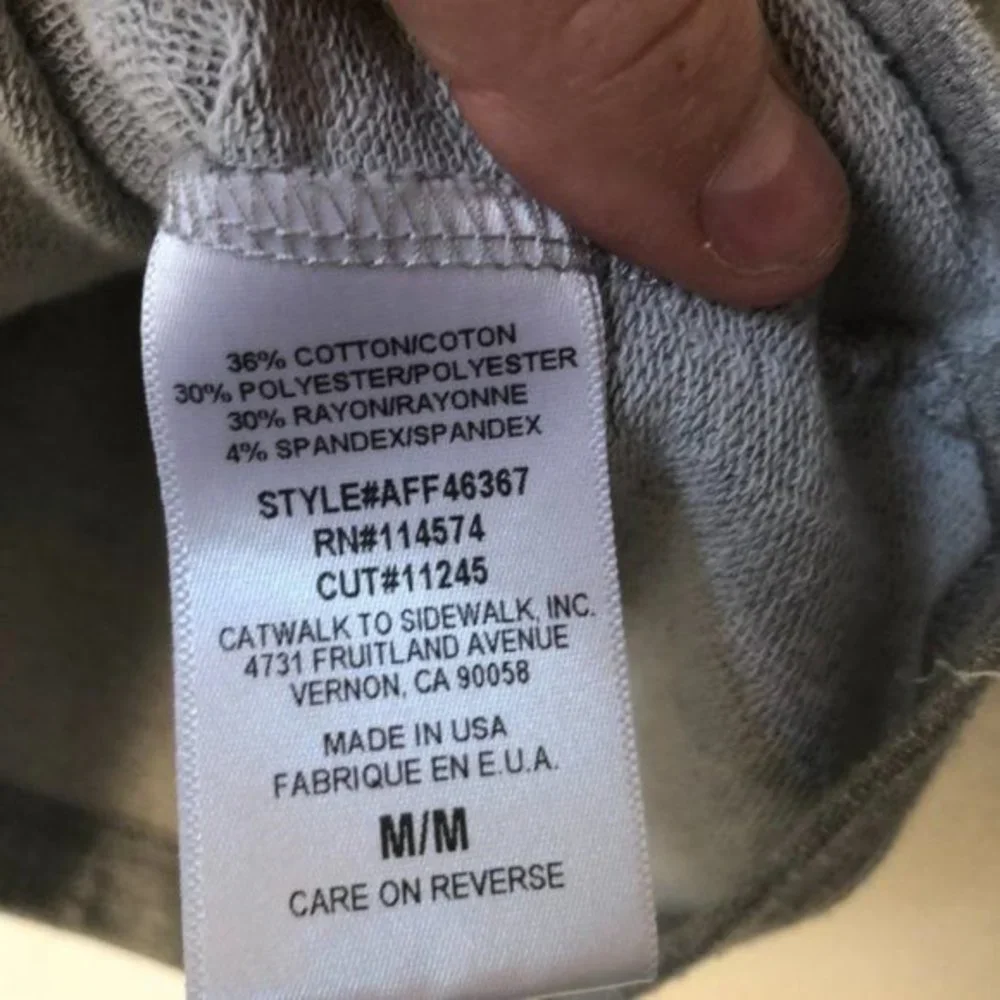 36% COTTON/COTON
30% POLYESTER/POLYESTER
30% RAYON/RAYONNE
4% SPANDEX/SPANDEX
STYLE#AFF46367
RN#114574
CUT#11245
CATWALK TO SIDEWALK, INC.
4731 FRUITLAND AVENUE
VERNON, CA 90058
MADE IN USA
FABRIQUE EN E.U.A.
M/M
CARE ON REVERSE